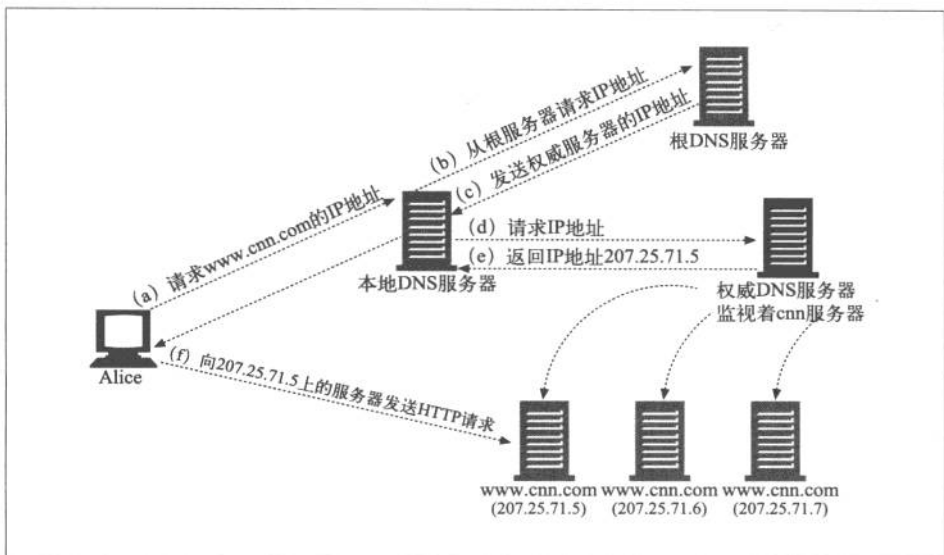 (b) 从根服务器请求IP地址
根DNS服务器
(c) 发送权威服务器的IP地址
(a) 请求www.cnn.com的IP地址
(d) 请求IP地址
(e) 返回IP地址207.25.71.5
本地DNS服务器
权威DNS服务器
监视着cnn服务器
Alice
(f) 向207.25.71.5上的服务器发送HTTP请求
www.cnn.com
(207.25.71.5)
www.cnn.com
(207.25.71.6)
www.cnn.com
(207.25.71.7)